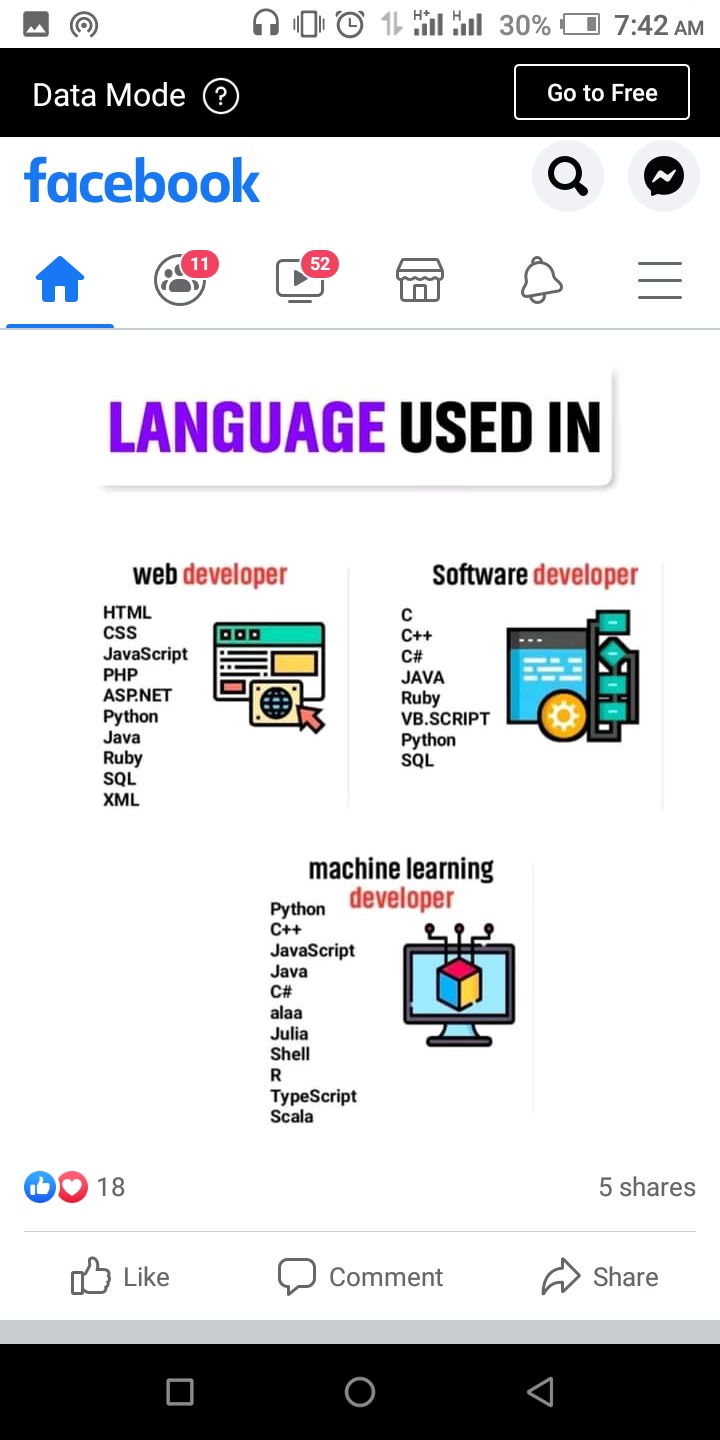 30% 7:42 AM
Data Mode ? Go to Free
facebook
11 52
LANGUAGE USED IN
web developer
HTML
CSS
JavaScript
PHP
ASP.NET
Python
Java
Ruby
SQL
XML
Software developer
C
C++
C#
JAVA
Ruby
VB.SCRIPT
Python
SQL
machine learning
developer
Python
C++
JavaScript
Java
C#
alaa
Julia
Shell
R
TypeScript
Scala
18 5 shares
Like Comment Share